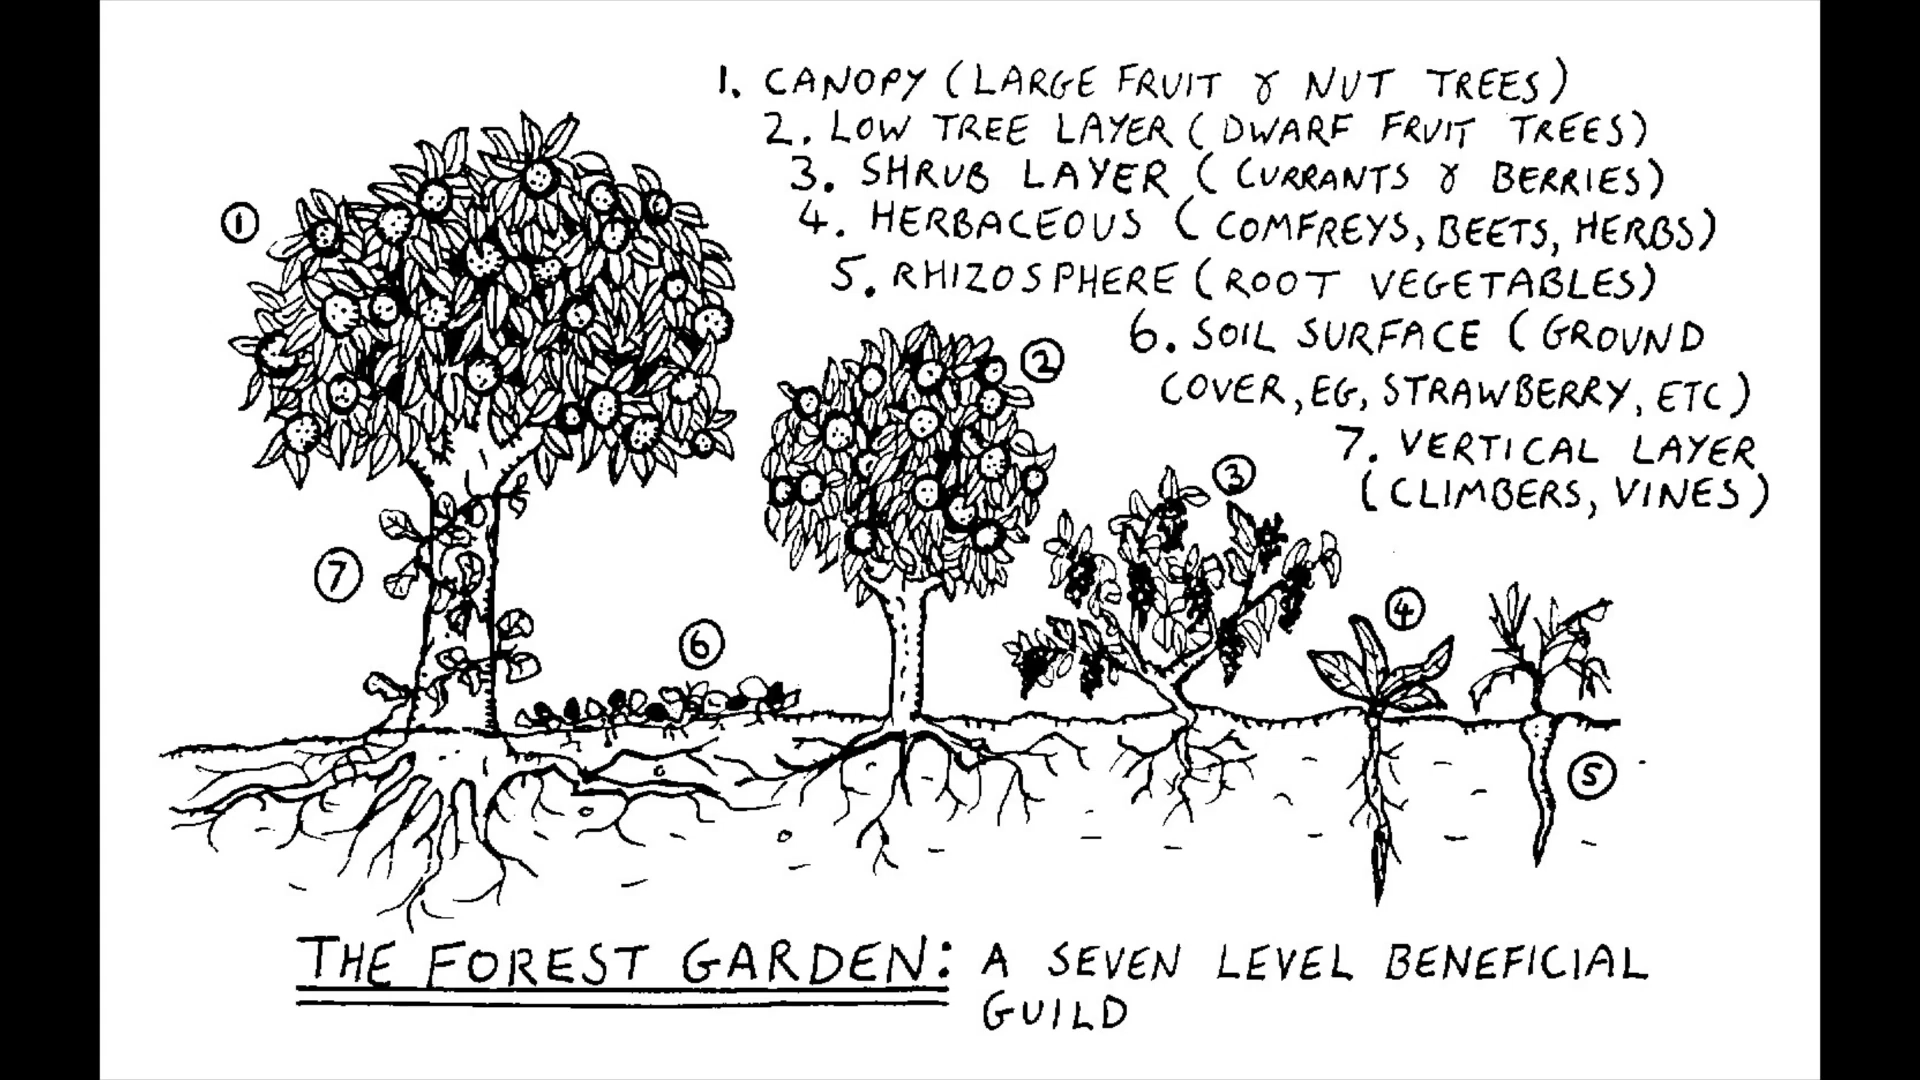 1. CANOPY (LARGE FRUIT & NUT TREES)
2. LOW TREE LAYER (DWARF FRUIT TREES)
3. SHRUB LAYER (CURRANTS & BERRIES)
4. HERBACEOUS (COMFREYS, BEETS, HERBS)
5. RHIZOSPHERE (ROOT VEGETABLES)
6. SOIL SURFACE (GROUND
COVER, EG, STRAWBERRY, ETC)
7. VERTICAL LAYER
(CLIMBERS, VINES)
1
2
3
7
4
6
5
THE FOREST GARDEN: A SEVEN LEVEL BENEFICIAL
GUILD